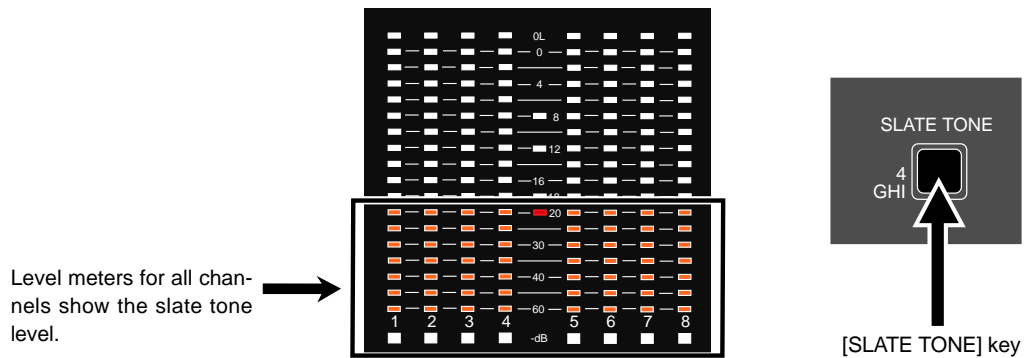 OL
0
4
8
12
16
20
30
40
60
1 2 3 4 5 6 7 8
-dB
Level meters for all chan-
nels show the slate tone
level.
SLATE TONE
4
GHI
[SLATE TONE] key